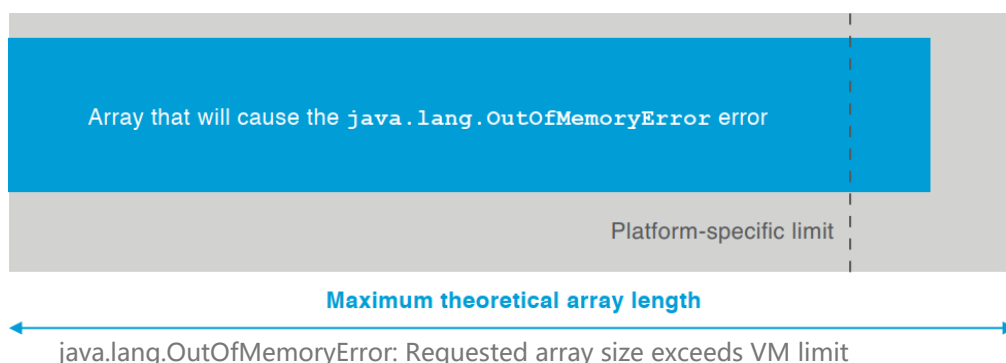 Array that will cause the java.lang.OutOfMemoryError error
Platform-specific limit
Maximum theoretical array length
java.lang.OutOfMemoryError: Requested array size exceeds VM limit